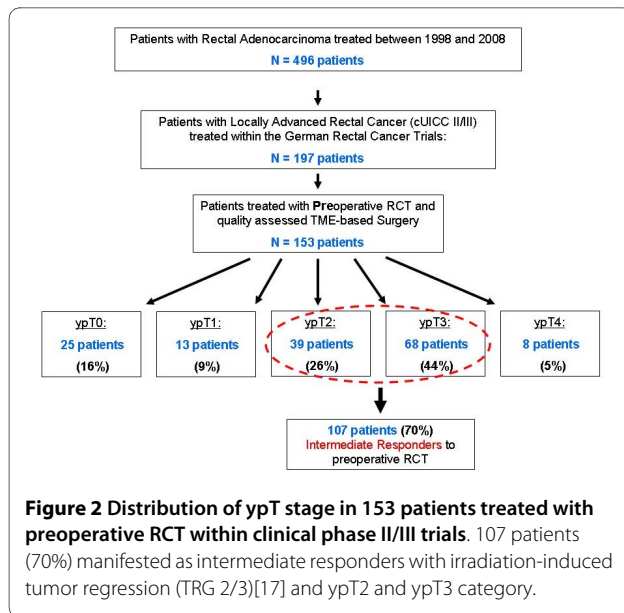 Patients with Rectal Adenocarcinoma treated between 1998 and 2008
N = 496 patients
Patients with Locally Advanced Rectal Cancer (cUICC II/III)
treated within the German Rectal Cancer Trials:
N = 197 patients
Patients treated with Preoperative RCT and
quality assessed TME-based Surgery
N = 153 patients
ypT0:
25 patients
(16%)
ypT1:
13 patients
(9%)
ypT2:
39 patients
(26%)
ypT3:
68 patients
(44%)
ypT4:
8 patients
(5%)
107 patients (70%)
Intermediate Responders to
preoperative RCT
Figure 2 Distribution of ypT stage in 153 patients treated with
preoperative RCT within clinical phase II/III trials. 107 patients
(70%) manifested as intermediate responders with irradiation-induced
tumor regression (TRG 2/3)[17] and ypT2 and ypT3 category.